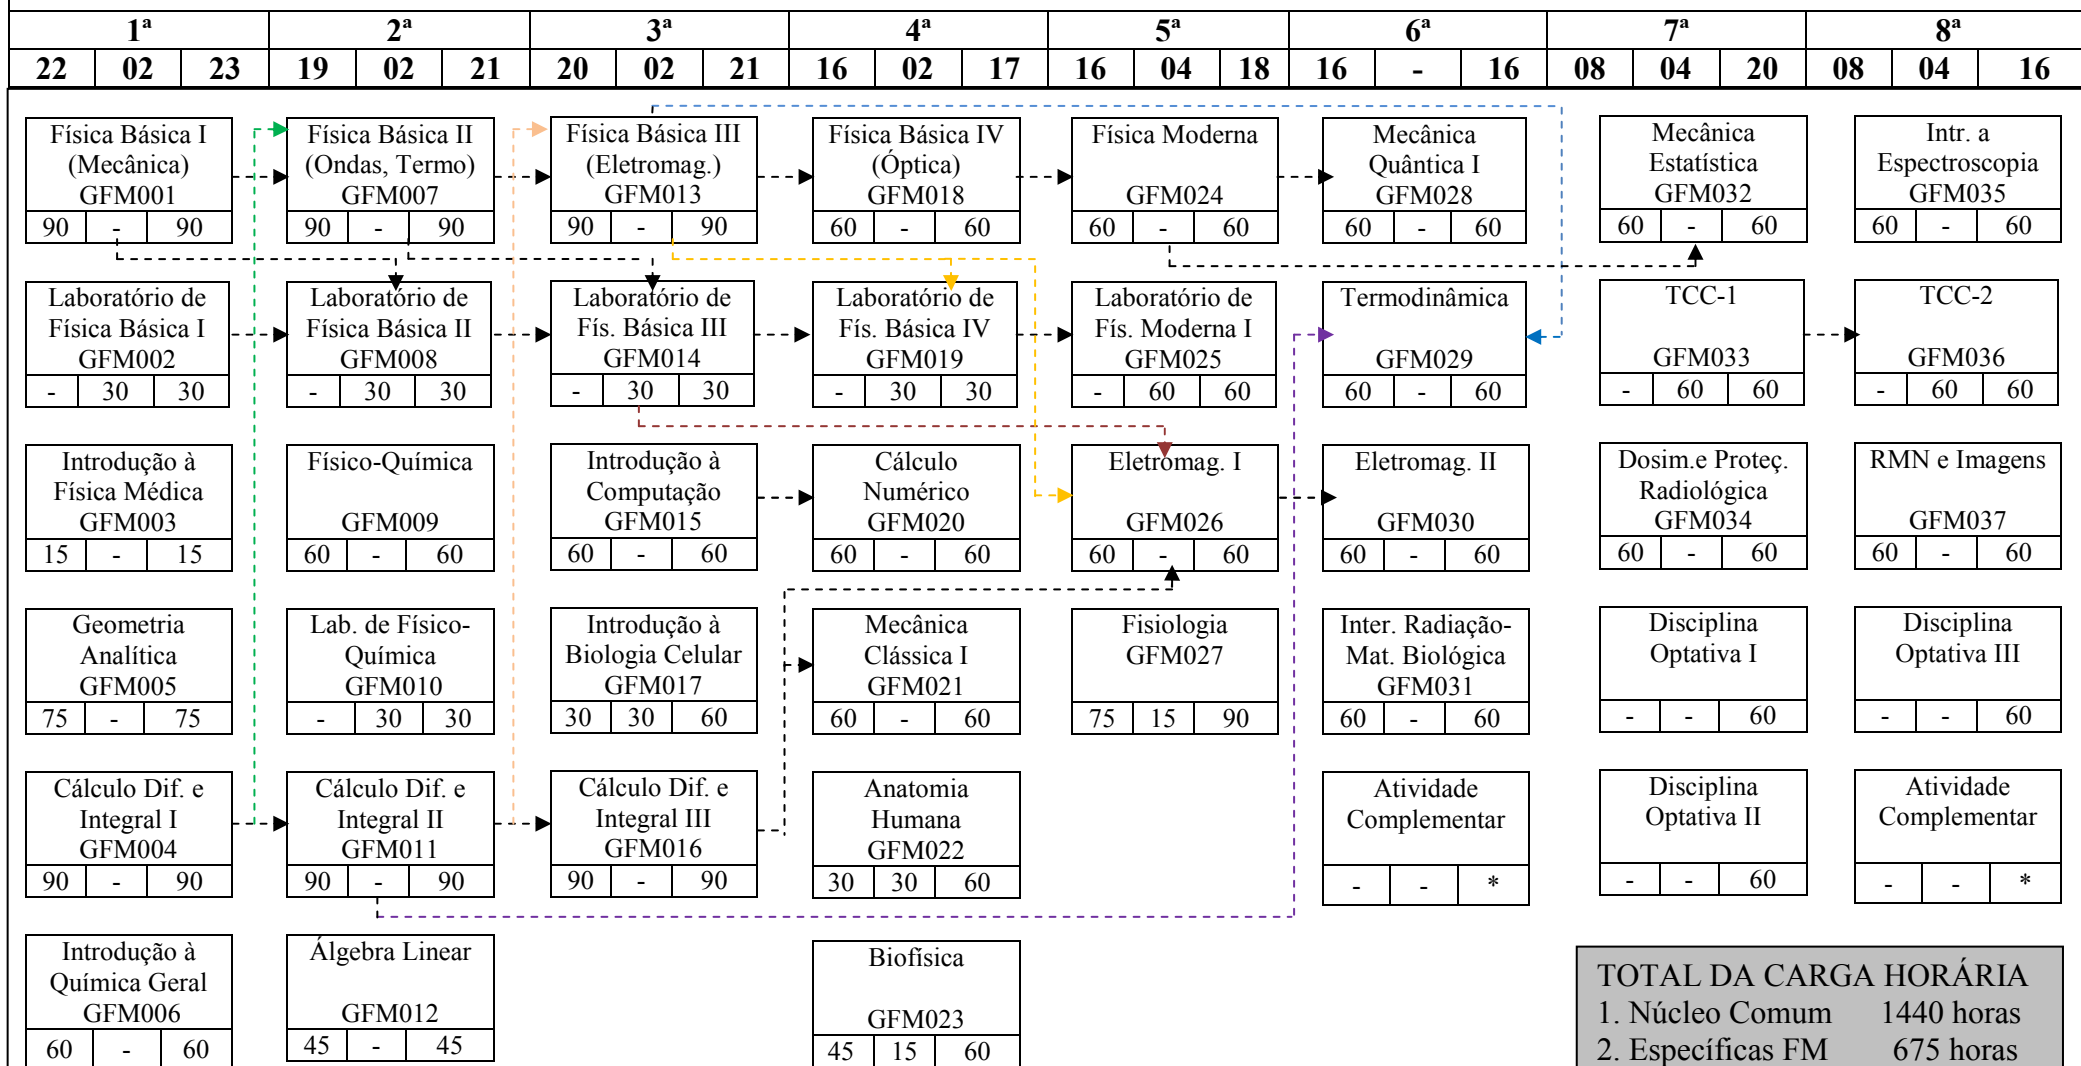 1ª 2ª 3ª 4ª 5ª 6ª 7ª 8ª
22 02 23 19 02 21 20 02 21 16 02 17 16 04 18 16 - 16 08 04 20 08 04 16
Física Básica I
(Mecânica)
GFM001
90 - 90
Física Básica II
(Ondas, Termo)
GFM007
90 - 90
Física Básica III
(Eletromag.)
GFM013
90 - 90
Física Básica IV
(Óptica)
GFM018
60 - 60
Física Moderna
GFM024
60 - 60
Mecânica
Quântica I
GFM028
60 - 60
Mecânica
Estatística
GFM032
60 - 60
Intr. a
Espectroscopia
GFM035
60 - 60
Laboratório de
Física Básica I
GFM002
- 30 30
Laboratório de
Física Básica II
GFM008
- 30 30
Laboratório de
Fís. Básica III
GFM014
- 30 30
Laboratório de
Fís. Básica IV
GFM019
- 30 30
Laboratório de
Fís. Moderna I
GFM025
- 60 60
Termodinâmica
GFM029
60 - 60
TCC-1
GFM033
- 60 60
TCC-2
GFM036
- 60 60
Introdução à
Física Médica
GFM003
15 - 15
Físico-Química
GFM009
60 - 60
Introdução à
Computação
GFM015
60 - 60
Cálculo
Numérico
GFM020
60 - 60
Eletromag. I
GFM026
60 - 60
Eletromag. II
GFM030
60 - 60
Dosim.e Proteç.
Radiológica
GFM034
60 - 60
RMN e Imagens
GFM037
60 - 60
Geometria
Analítica
GFM005
75 - 75
Lab. de Físico-
Química
GFM010
- 30 30
Introdução à
Biologia Celular
GFM017
30 30 60
Mecânica
Clássica I
GFM021
60 - 60
Fisiologia
GFM027
75 15 90
Inter. Radiação-
Mat. Biológica
GFM031
60 - 60
Disciplina
Optativa I
- - 60
Disciplina
Optativa III
- - 60
Cálculo Dif. e
Integral I
GFM004
90 - 90
Cálculo Dif. e
Integral II
GFM011
90 - 90
Cálculo Dif. e
Integral III
GFM016
90 - 90
Anatomia
Humana
GFM022
30 30 60
Atividade
Complementar
- - *
Disciplina
Optativa II
- - 60
Atividade
Complementar
- - *
Introdução à
Química Geral
GFM006
60 - 60
Álgebra Linear
GFM012
45 - 45
Biofísica
GFM023
45 15 60
TOTAL DA CARGA HORÁRIA
1. Núcleo Comum 1440 horas
2. Específicas FM 675 horas